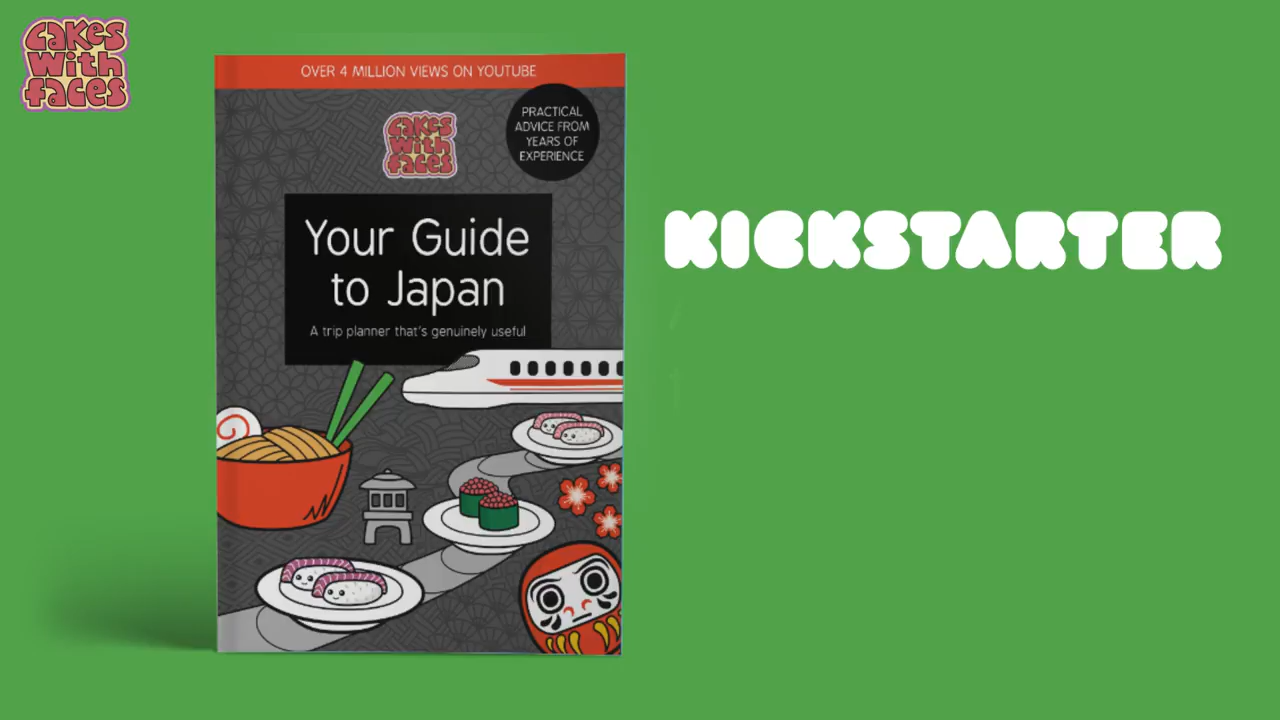 Cakes
With
faces
OVER 4 MILLION VIEWS ON YOUTUBE
Cakes
With
faces
PRACTICAL
ADVICE FROM
YEARS OF
EXPERIENCE
Your Guide
to Japan
A trip planner that's genuinely useful
KICKSTARTER